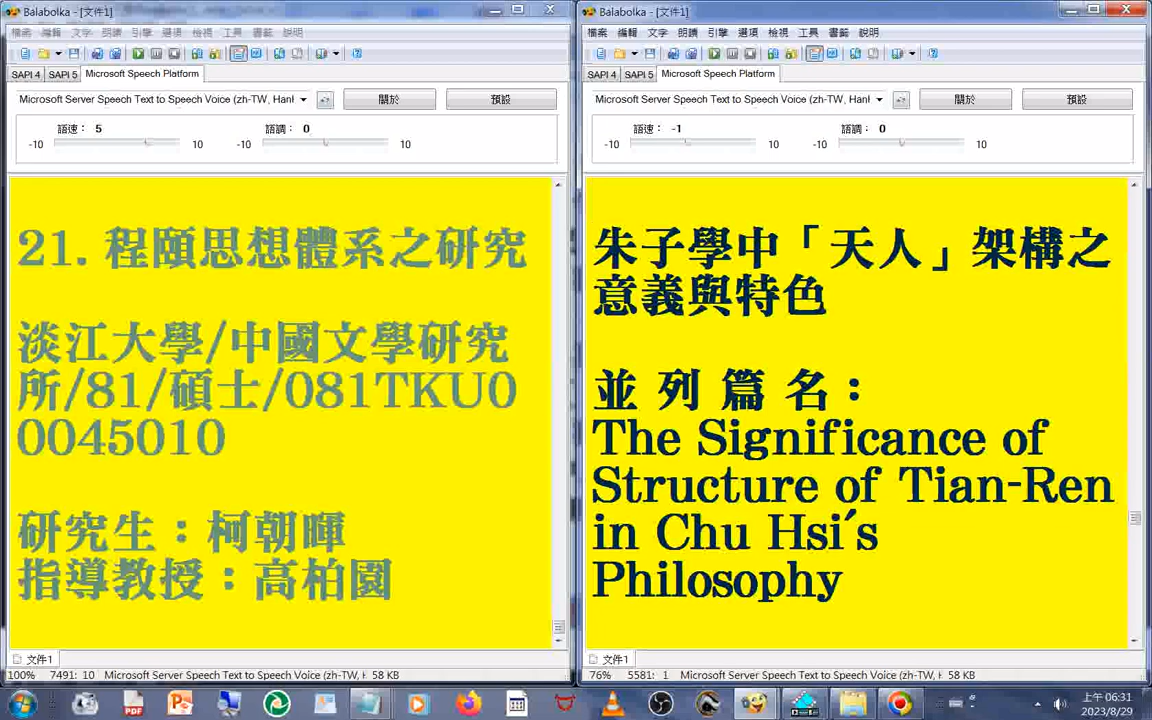 Balabolka - [文件1]
檔案 編輯 文字 朗讀 引擎 選項 檢視 工具 書籤 說明
SAPI 4 SAPI 5 Microsoft Speech Platform
Microsoft Server Speech Text to Speech Voice (zh-TW, Hanl
關於
預設
語速： 5
語調： 0
-10 10 -10 10
21. 程頤思想體系之研究
淡江大學/中國文學研究
所/81/碩士/081TKU0
0045010
研究生：柯朝暉
指導教授：高柏園
文件1
100% 7491: 10 Microsoft Server Speech Text to Speech Voice (zh-TW, H 58 KB
Balabolka - [文件1]
檔案 編輯 文字 朗讀 引擎 選項 檢視 工具 書籤 說明
SAPI 4 SAPI 5 Microsoft Speech Platform
Microsoft Server Speech Text to Speech Voice (zh-TW, Hanl
關於
預設
語速： -1
語調： 0
-10 10 -10 10
朱子學中「天人」架構之
意義與特色
並 列 篇 名：
The Significance of
Structure of Tian-Ren
in Chu Hsi's
Philosophy
文件1
76% 5581: 1 Microsoft Server Speech Text to Speech Voice (zh-TW, H 58 KB
上午 06:31
2023/8/29